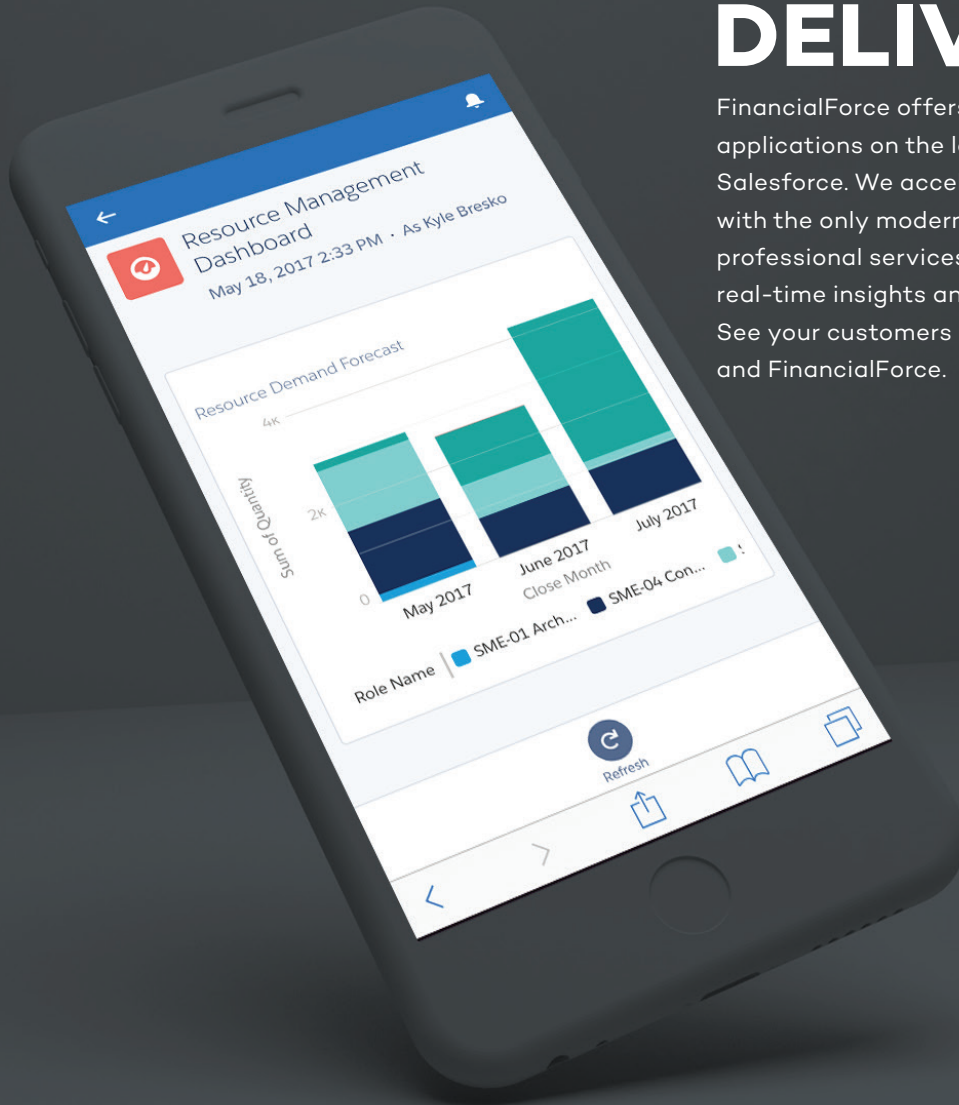 DELIV
FinancialForce offers
applications on the l
Salesforce. We acce
with the only modern
professional services
real-time insights an
See your customers
and FinancialForce.
Resource Management
Dashboard
May 18, 2017 2:33 PM · As Kyle Bresko
Resource Demand Forecast
4K
2K
0
Sum of Quantity
May 2017
June 2017
July 2017
Close Month
Role Name
SME-01 Arch...
SME-04 Con...
Refresh